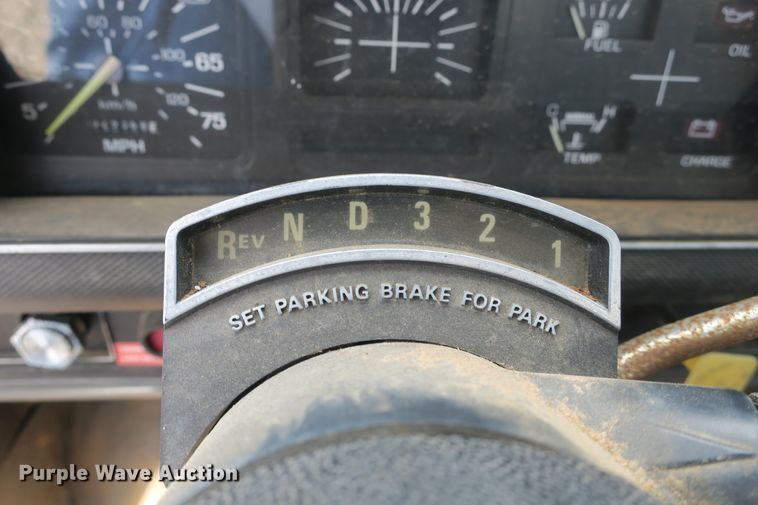 60 80
100 65
5 km/h 120 75
MPH
FUEL
OIL
C H
TEMP
CHARGE
REV N D 3 2 1
SET PARKING BRAKE FOR PARK
Purple Wave Auction